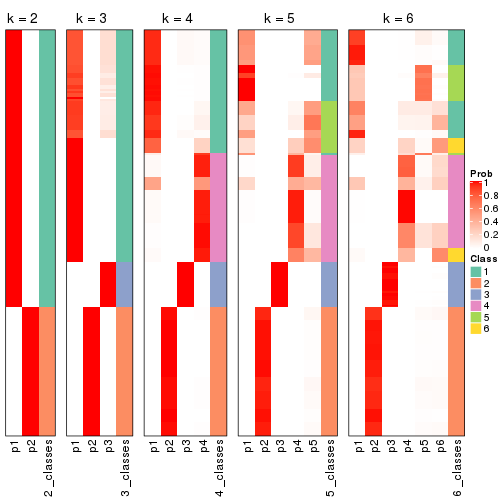 k = 2
k = 3
k = 4
k = 5
k = 6
p1
p2
2_classes
p1
p2
p3
3_classes
p1
p2
p3
p4
4_classes
p1
p2
p3
p4
p5
5_classes
p1
p2
p3
p4
p5
p6
6_classes
Prob
1
0.8
0.6
0.4
0.2
0
Class
1
2
3
4
5
6